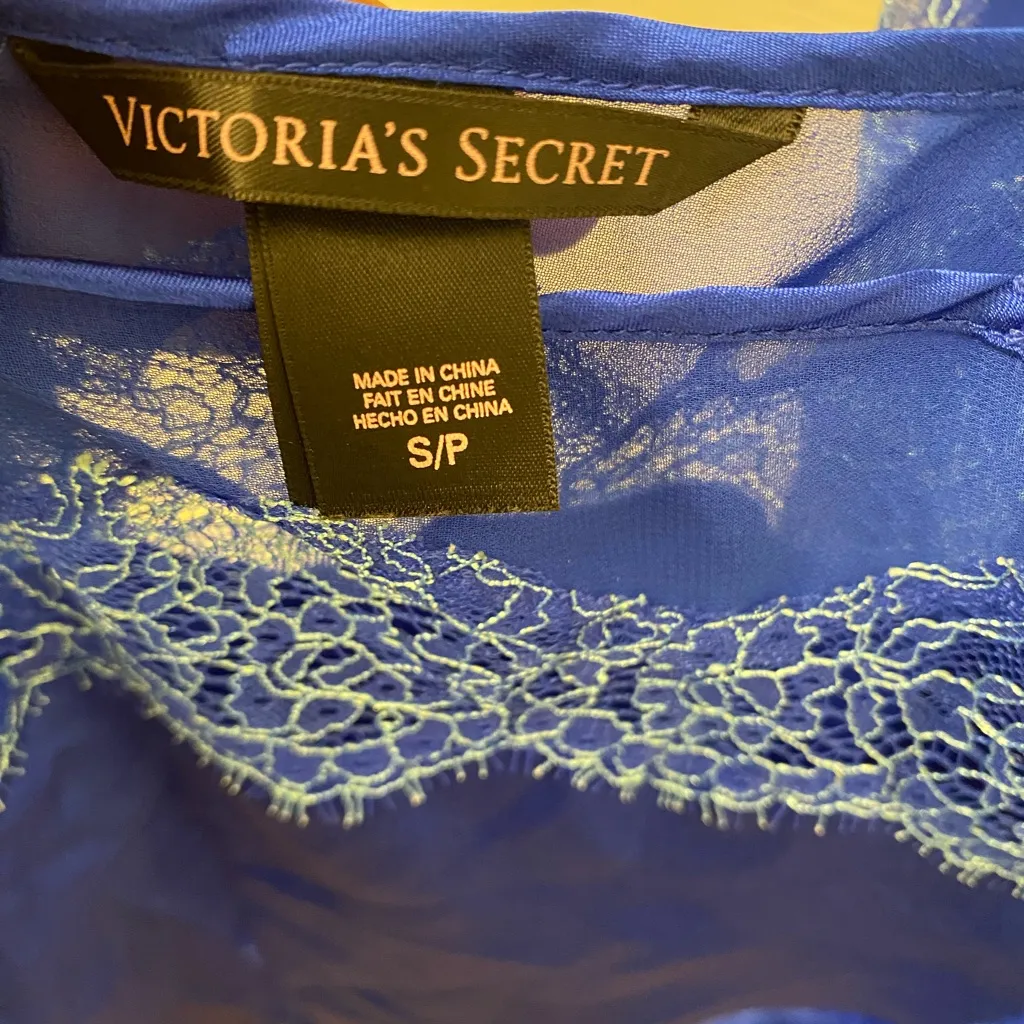 VICTORIA'S SECRET
MADE IN CHINA
FAIT EN CHINE
HECHO EN CHINA
S/P